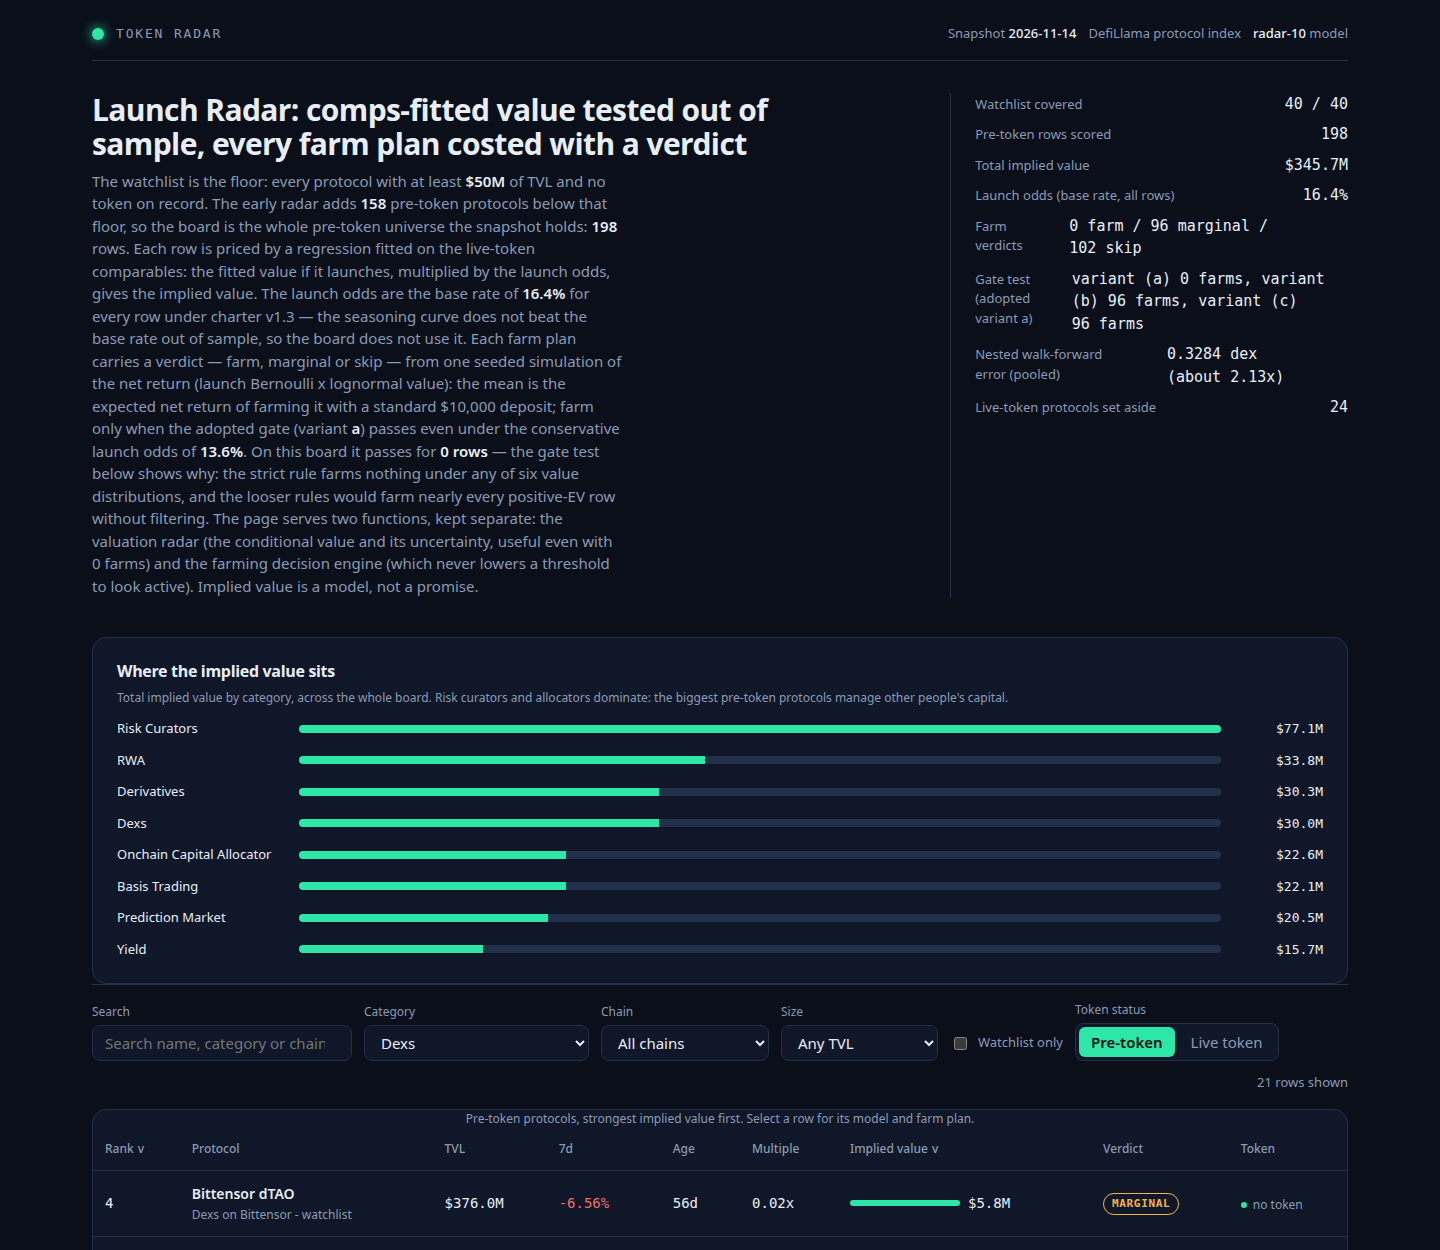 TOKEN RADAR
Snapshot 2026-11-14 DefiLlama protocol index radar-10 model
Launch Radar: comps-fitted value tested out of
sample, every farm plan costed with a verdict
The watchlist is the floor: every protocol with at least $50M of TVL and no
token on record. The early radar adds 158 pre-token protocols below that
floor, so the board is the whole pre-token universe the snapshot holds: 198
rows. Each row is priced by a regression fitted on the live-token
comparables: the fitted value if it launches, multiplied by the launch odds,
gives the implied value. The launch odds are the base rate of 16.4% for
every row under charter v1.3 — the seasoning curve does not beat the
base rate out of sample, so the board does not use it. Each farm plan
carries a verdict — farm, marginal or skip — from one seeded simulation of
the net return (launch Bernoulli x lognormal value): the mean is the
expected net return of farming it with a standard $10,000 deposit; farm
only when the adopted gate (variant a) passes even under the conservative
launch odds of 13.6%. On this board it passes for 0 rows — the gate test
below shows why: the strict rule farms nothing under any of six value
distributions, and the looser rules would farm nearly every positive-EV row
without filtering. The page serves two functions, kept separate: the
valuation radar (the conditional value and its uncertainty, useful even with
0 farms) and the farming decision engine (which never lowers a threshold
to look active). Implied value is a model, not a promise.
Watchlist covered 40 / 40
Pre-token rows scored 198
Total implied value $345.7M
Launch odds (base rate, all rows) 16.4%
Farm verdicts 0 farm / 96 marginal / 102 skip
Gate test (adopted variant a) variant (a) 0 farms, variant (b) 96 farms, variant (c) 96 farms
Nested walk-forward error (pooled) 0.3284 dex (about 2.13x)
Live-token protocols set aside 24
Where the implied value sits
Total implied value by category, across the whole board. Risk curators and allocators dominate: the biggest pre-token protocols manage other people's capital.
Risk Curators $77.1M
RWA $33.8M
Derivatives $30.3M
Dexs $30.0M
Onchain Capital Allocator $22.6M
Basis Trading $22.1M
Prediction Market $20.5M
Yield $15.7M
Search Category Chain Size Token status
Search name, category or chain Dexs All chains Any TVL Watchlist only Pre-token Live token
21 rows shown
Pre-token protocols, strongest implied value first. Select a row for its model and farm plan.
Rank v Protocol TVL 7d Age Multiple Implied value v Verdict Token
4 Bittensor dTAO $376.0M -6.56% 56d 0.02x $5.8M MARGINAL no token
Dexs on Bittensor - watchlist